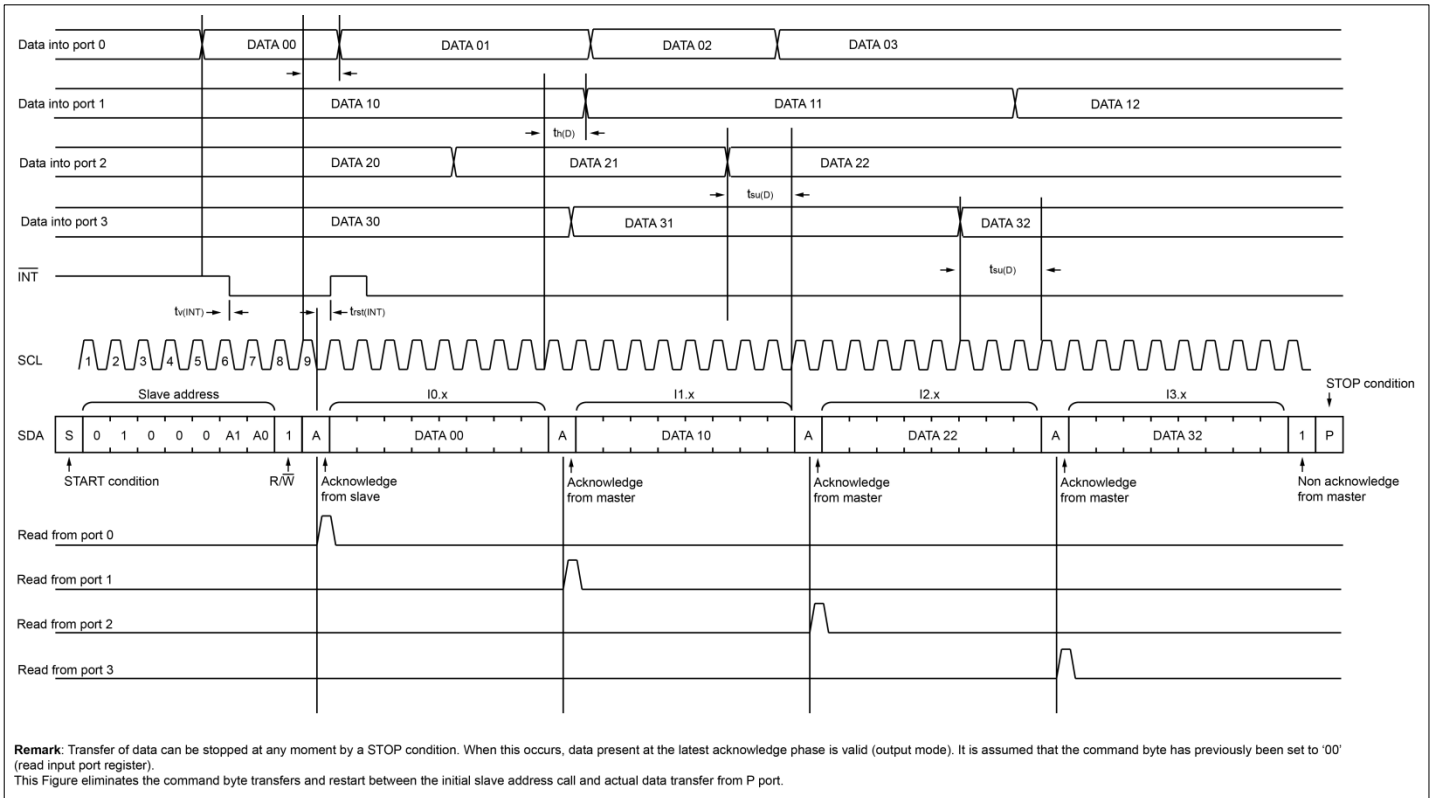 Data into port 0 DATA 00 DATA 01 DATA 02 DATA 03
Data into port 1 DATA 10 DATA 11 DATA 12
th(D)
Data into port 2 DATA 20 DATA 21 DATA 22
tsu(D)
Data into port 3 DATA 30 DATA 31 DATA 32
INT tsu(D)
tv(INT) trst(INT)
SCL 1 2 3 4 5 6 7 8 9
STOP condition
Slave address I0.x I1.x I2.x I3.x
SDA S 0 1 0 0 0 A1 A0 1 A DATA 00 A DATA 10 A DATA 22 A DATA 32 1 P
START condition R/W Acknowledge from slave Acknowledge from master Acknowledge from master Acknowledge from master Non acknowledge from master
Read from port 0
Read from port 1
Read from port 2
Read from port 3
Remark: Transfer of data can be stopped at any moment by a STOP condition. When this occurs, data present at the latest acknowledge phase is valid (output mode). It is assumed that the command byte has previously been set to ‘00’
(read input port register).
This Figure eliminates the command byte transfers and restart between the initial slave address call and actual data transfer from P port.